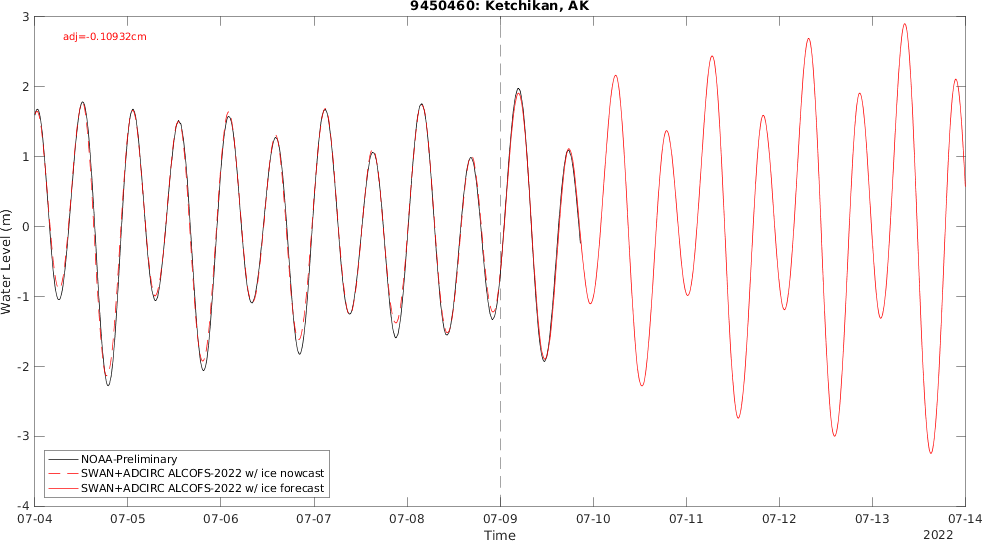 9450460: Ketchikan, AK
adj=-0.10932cm
3
2
1
0
-1
-2
-3
-4
Water Level (m)
NOAA-Preliminary
SWAN+ADCIRC ALCOFS-2022 w/ ice nowcast
SWAN+ADCIRC ALCOFS-2022 w/ ice forecast
07-04 07-05 07-06 07-07 07-08 07-09 07-10 07-11 07-12 07-13 07-14
Time
2022